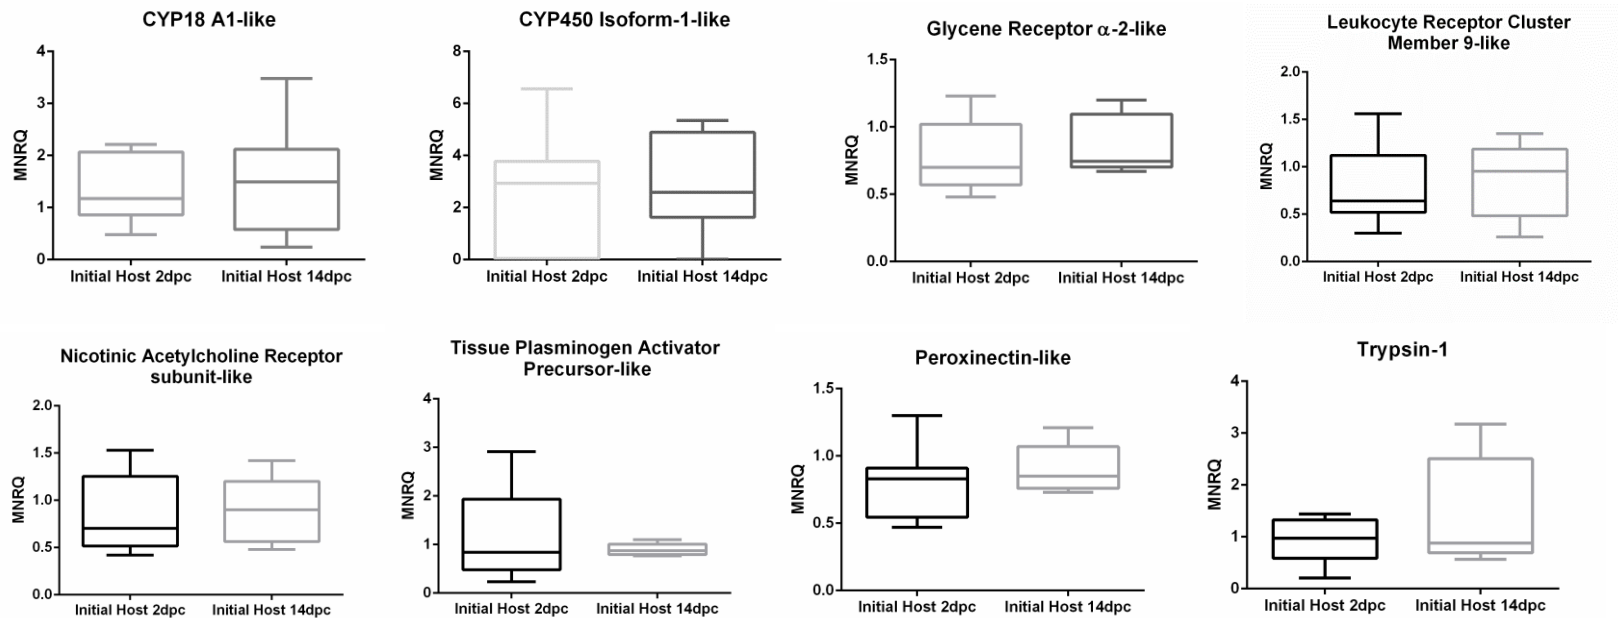 CYP18 A1-like
4
3
2
1
0
MNRQ
Initial Host 2dpc
Initial Host 14dpc
CYP450 Isoform-1-like
8
6
4
2
0
MNRQ
Initial Host 2dpc
Initial Host 14dpc
Glycene Receptor α-2-like
1.5
1.0
0.5
0.0
MNRQ
Initial Host 2dpc
Initial Host 14dpc
Leukocyte Receptor Cluster
Member 9-like
2.0
1.5
1.0
0.5
0.0
MNRQ
Initial Host 2dpc
Initial Host 14dpc
Nicotinic Acetylcholine Receptor
subunit-like
2.0
1.5
1.0
0.5
0.0
MNRQ
Initial Host 2dpc
Initial Host 14dpc
Tissue Plasminogen Activator
Precursor-like
4
3
2
1
0
MNRQ
Initial Host 2dpc
Initial Host 14dpc
Peroxinectin-like
1.5
1.0
0.5
0.0
MNRQ
Initial Host 2dpc
Initial Host 14dpc
Trypsin-1
4
3
2
1
0
MNRQ
Initial Host 2dpc
Initial Host 14dpc